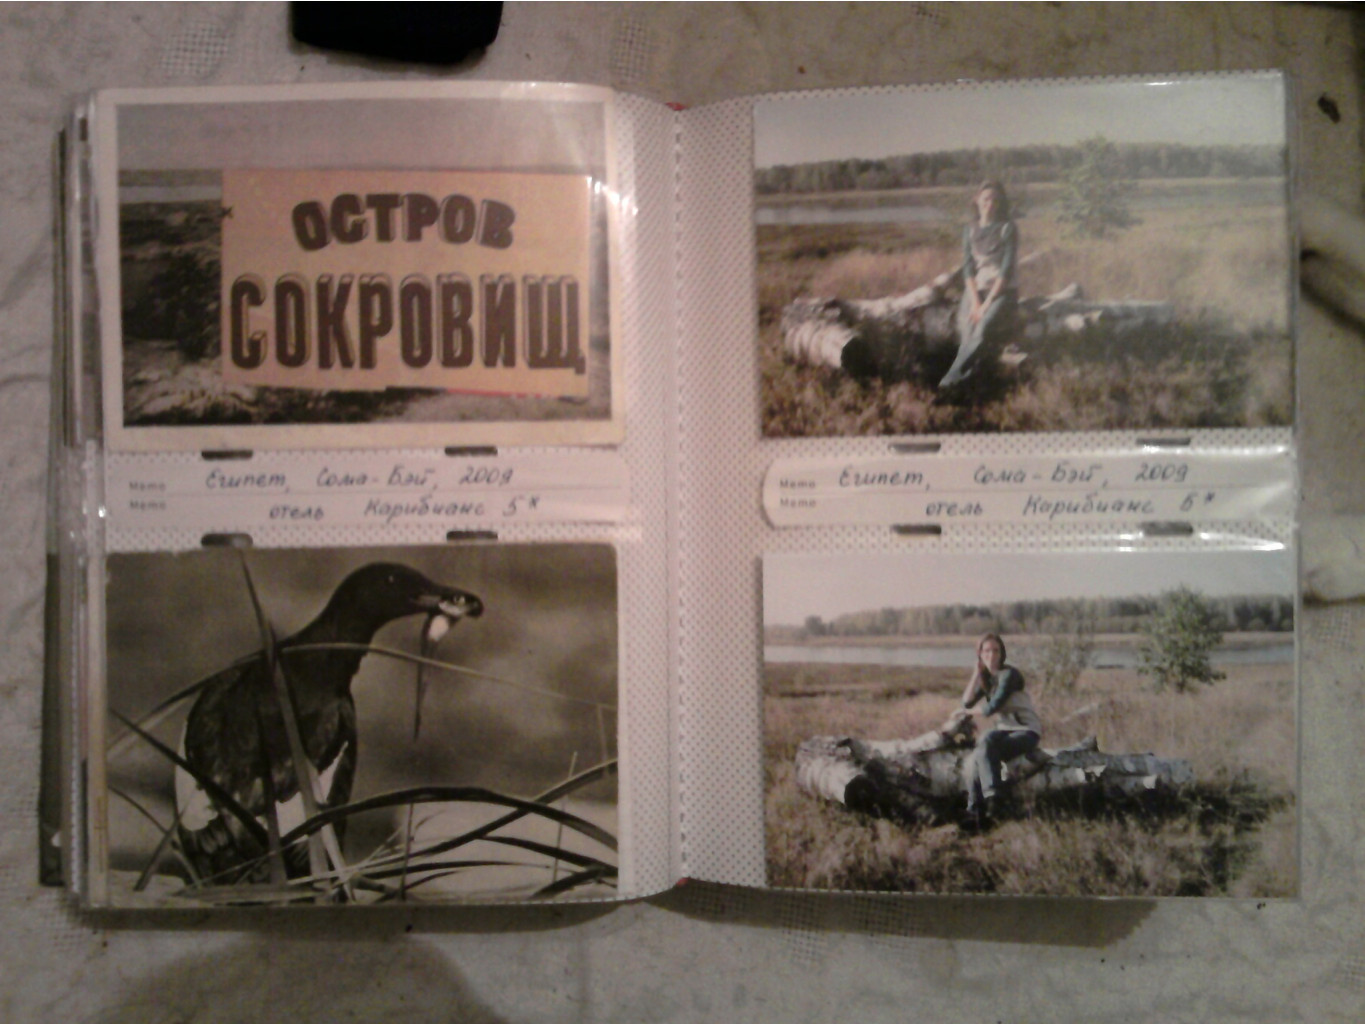 ОСТРОВ
СОКРОВИЩ
Memo Египет, Сома-Бэй, 2009
Memo отель Карибианс 5*
Memo Египет, Сома-Бэй, 2009
Memo отель Карибианс 5*